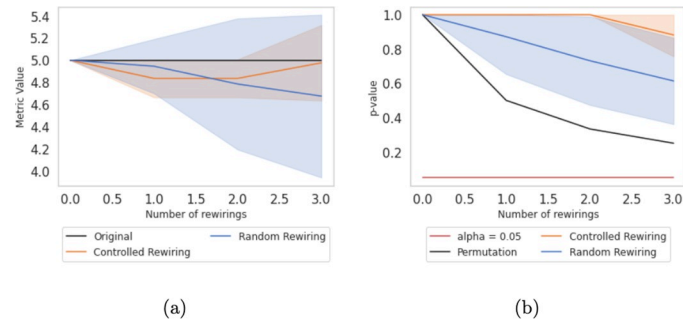 5.4
5.2
5.0
4.8
4.6
4.4
4.2
4.0
Metric Value
0.0 0.5 1.0 1.5 2.0 2.5 3.0
Number of rewirings
Original
Controlled Rewiring
Random Rewiring
(a)
1.0
0.8
0.6
0.4
0.2
p-value
0.0 0.5 1.0 1.5 2.0 2.5 3.0
Number of rewirings
alpha = 0.05
Permutation
Controlled Rewiring
Random Rewiring
(b)